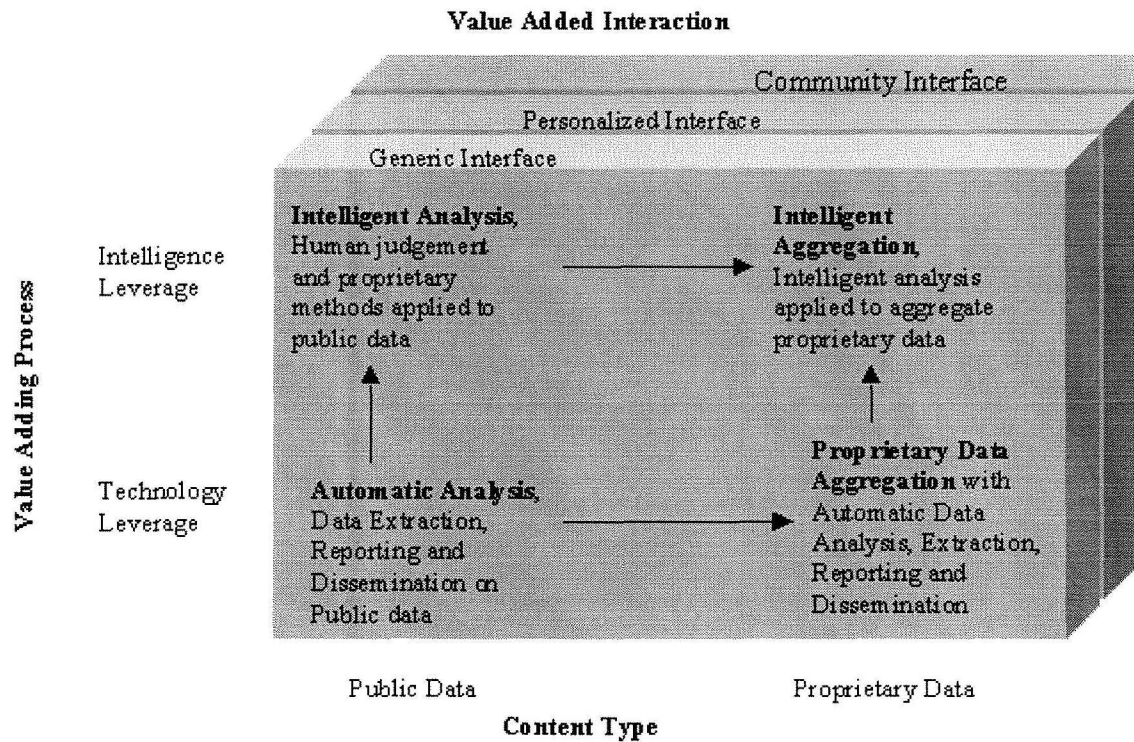 Value Added Interaction
Community Interface
Personalized Interface
Generic Interface
Intelligent Analysis,
Human judgement
and proprietary
methods applied to
public data
Intelligent
Aggregation,
Intelligent analysis
applied to aggregate
proprietary data
Intelligence
Leverage
Value Adding Process
Technology
Leverage
Automatic Analysis,
Data Extraction,
Reporting and
Dissemination on
Public data
Proprietary Data
Aggregation with
Automatic Data
Analysis, Extraction,
Reporting and
Dissemination
Public Data
Proprietary Data
Content Type